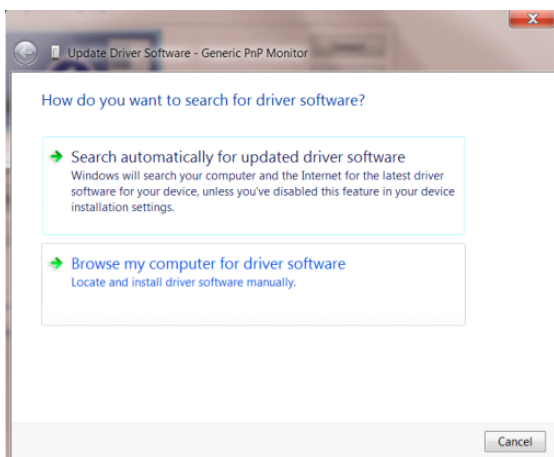 Update Driver Software - Generic PnP Monitor
How do you want to search for driver software?
Search automatically for updated driver software
Windows will search your computer and the Internet for the latest driver
software for your device, unless you've disabled this feature in your device
installation settings.
Browse my computer for driver software
Locate and install driver software manually.
Cancel